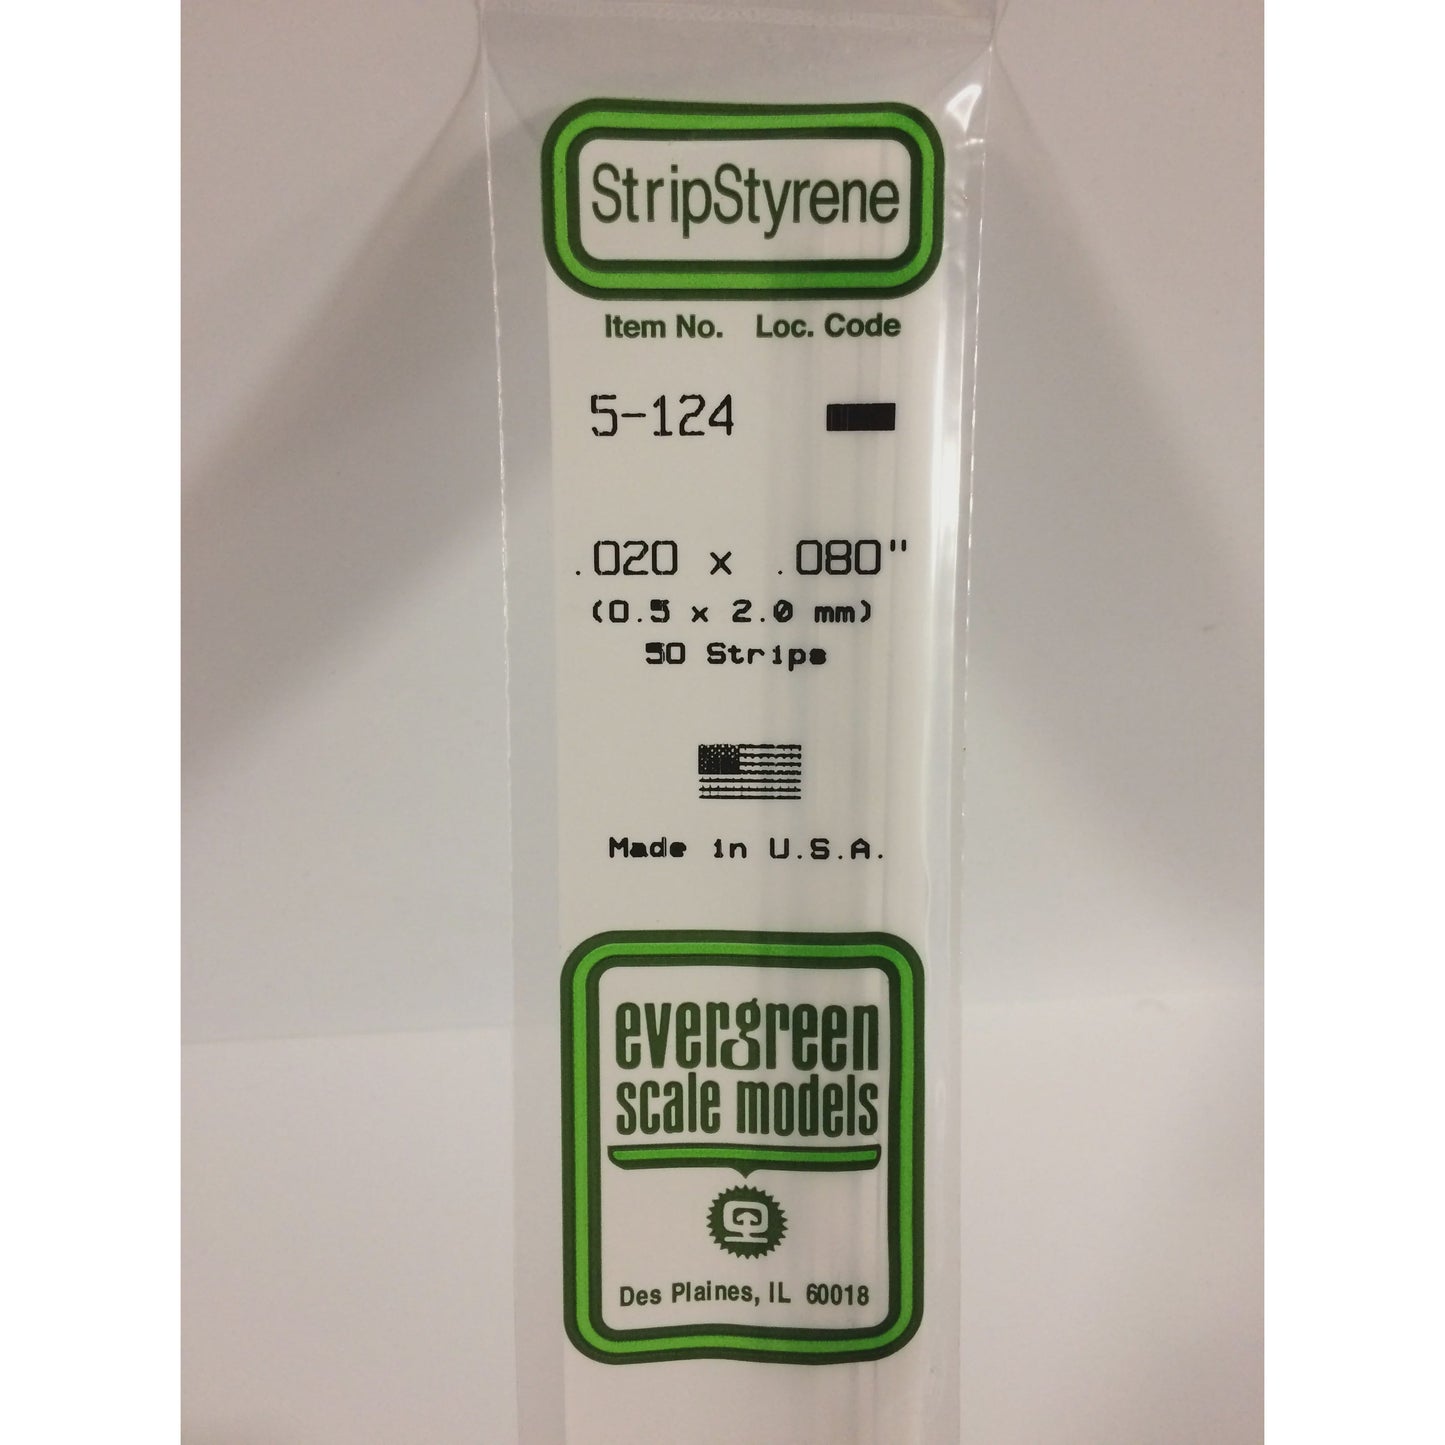 StripStyrene
Item No. Loc. Code
5-124
.020 x .080"
(0.5 x 2.0 mm)
50 Strips
Made in U.S.A.
evergreen
scale models
Des Plaines, IL 60018